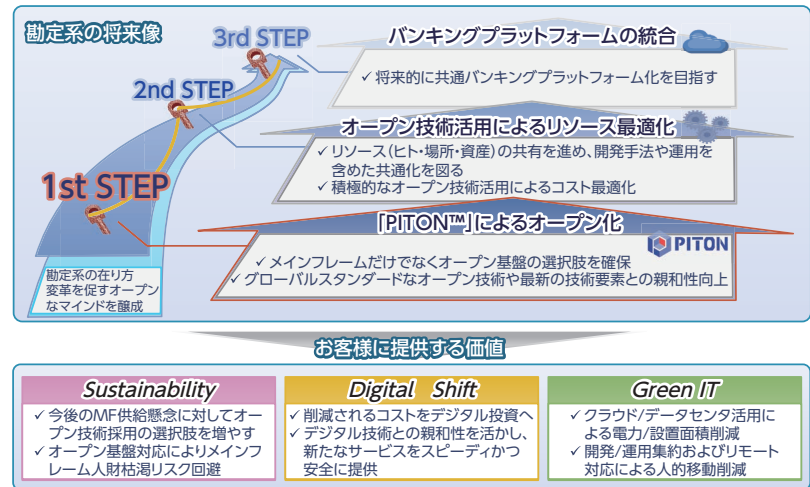 勘定系の将来像
3rd STEP
バンキングプラットフォームの統合
✓ 将来的に共通バンキングプラットフォーム化を目指す
2nd STEP
オープン技術活用によるリソース最適化
✓ リソース（ヒト・場所・資産）の共有を進め、開発手法や運用を
含めた共通化を図る
✓ 積極的なオープン技術活用によるコスト最適化
1st STEP
「PITON™」によるオープン化
PITON
✓ メインフレームだけでなくオープン基盤の選択肢を確保
✓ グローバルスタンダードなオープン技術や最新の技術要素との親和性向上
勘定系の在り方
変革を促すオープン
なマインドを醸成
お客様に提供する価値
Sustainability
✓ 今後のMF供給懸念に対してオー
プン技術採用の選択肢を増やす
✓ オープン基盤対応によりメインフ
レーム人財枯渇リスク回避
Digital Shift
✓ 削減されるコストをデジタル投資へ
✓ デジタル技術との親和性を活かし、
新たなサービスをスピーディかつ
安全に提供
Green IT
✓ クラウド/データセンタ活用によ
る電力/設置面積削減
✓ 開発/運用集約およびリモート
対応による人的移動削減